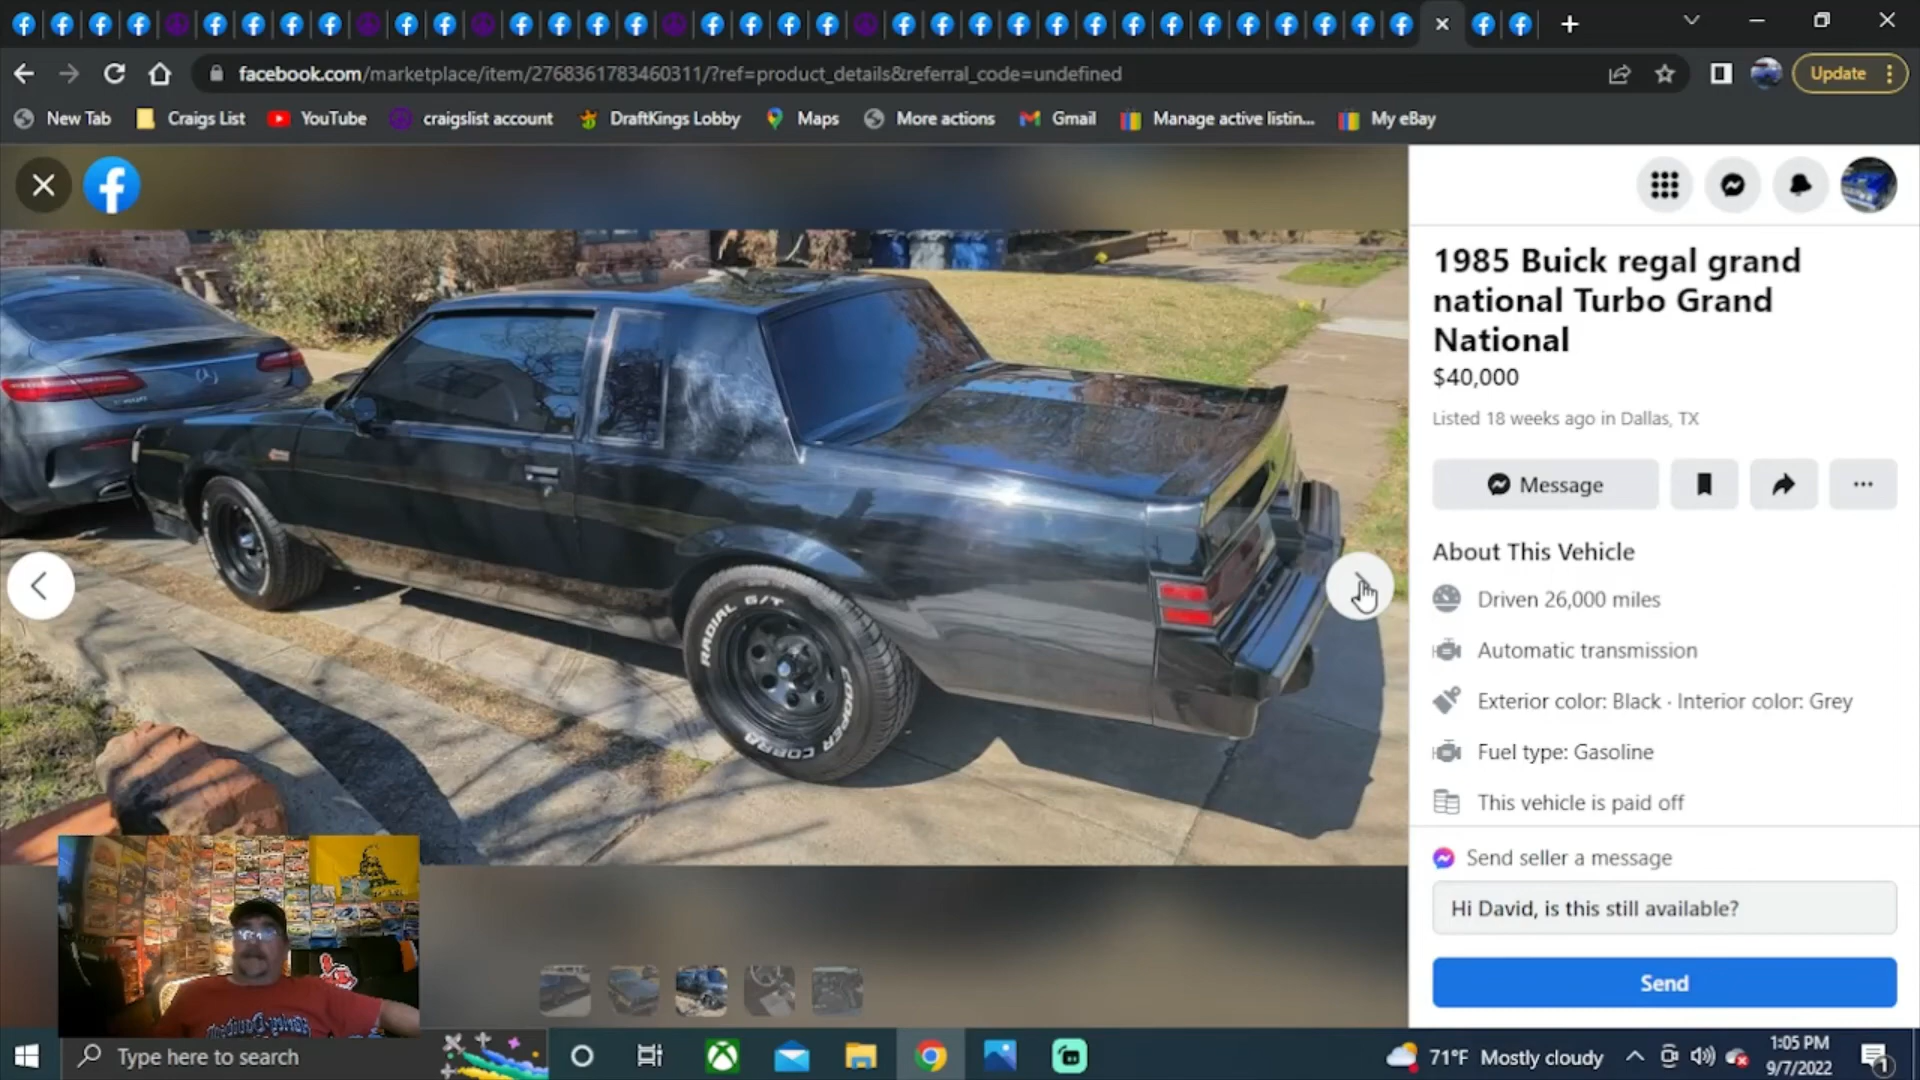 facebook.com/marketplace/item/2768361783460311/?ref=product_details&referral_code=undefined
Update
New Tab
Craigs List
YouTube
craigslist account
DraftKings Lobby
Maps
More actions
Gmail
Manage active listin...
My eBay
1985 Buick regal grand
national Turbo Grand
National
$40,000
Listed 18 weeks ago in Dallas, TX
Message
About This Vehicle
Driven 26,000 miles
Automatic transmission
Exterior color: Black · Interior color: Grey
Fuel type: Gasoline
This vehicle is paid off
Send seller a message
Hi David, is this still available?
Send
RADIAL G/T
COOPER COBRA
Type here to search
71°F Mostly cloudy
1:05 PM
9/7/2022
1